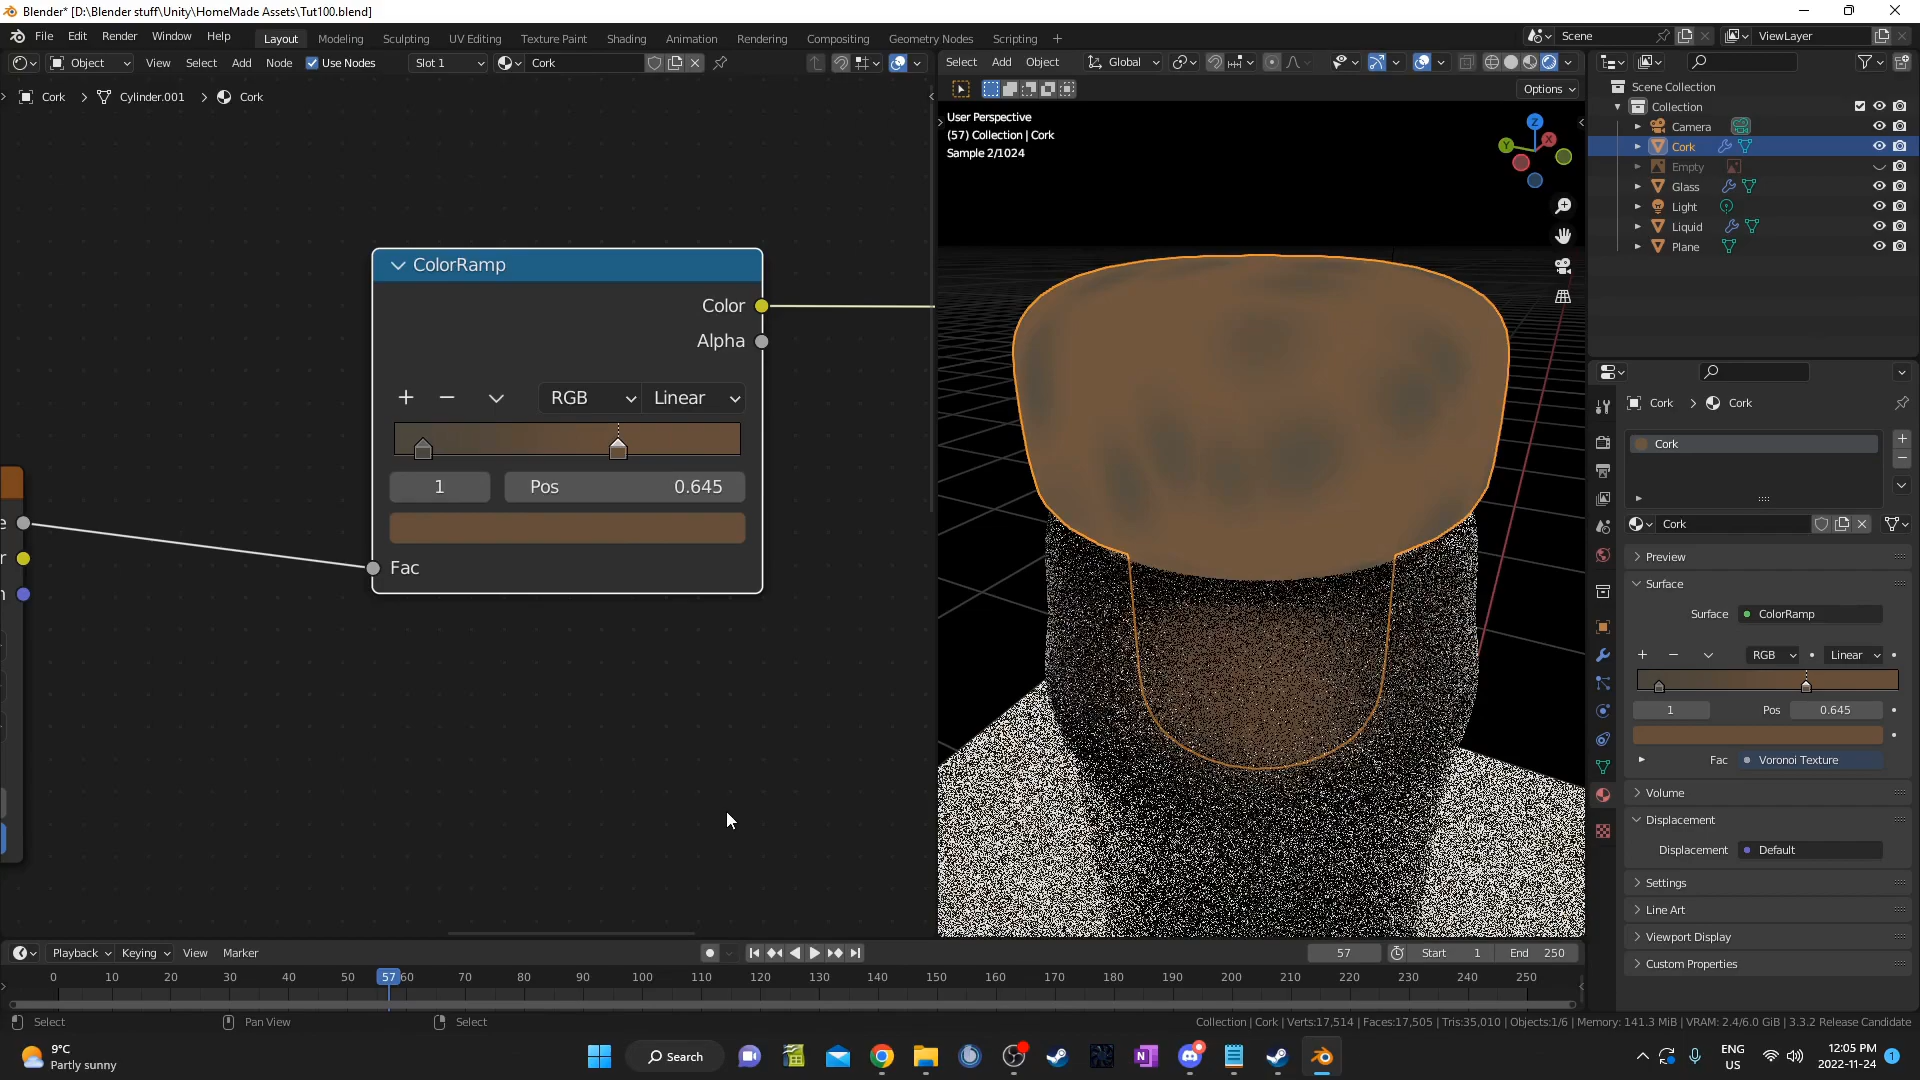 Blender* [D:\Blender stuff\Unity\HomeMade Assets\Tut100.blend]
File Edit Render Window Help Layout Modeling Sculpting UV Editing Texture Paint Shading Animation Rendering Compositing Geometry Nodes Scripting + Scene ViewLayer
Object View Select Add Node Use Nodes Slot 1 Cork Select Add Object Global
Options
Cork > Cylinder.001 > Cork
User Perspective
(57) Collection | Cork
Sample 2/1024
Z
Y
X
Scene Collection
Collection
Camera
Cork
Empty
Glass
Light
Liquid
Plane
ColorRamp
Color
Alpha
RGB Linear
1 Pos 0.645
Fac
e
r
n
Cork > Cork
Cork
Cork
Preview
Surface
Surface ColorRamp
RGB Linear
1 Pos 0.645
Fac Voronoi Texture
Volume
Displacement
Displacement Default
Settings
Line Art
Viewport Display
Custom Properties
Playback Keying View Marker 57 Start 1 End 250
0 10 20 30 40 50 57 60 70 80 90 100 110 120 130 140 150 160 170 180 190 200 210 220 230 240 250
Select Pan View Select Collection | Cork | Verts:17,514 | Faces:17,505 | Tris:35,010 | Objects:1/6 | Memory: 141.3 MiB | VRAM: 2.4/6.0 GiB | 3.3.2 Release Candidate
9°C
Partly sunny
Search
ENG
US
12:05 PM
2022-11-24
1